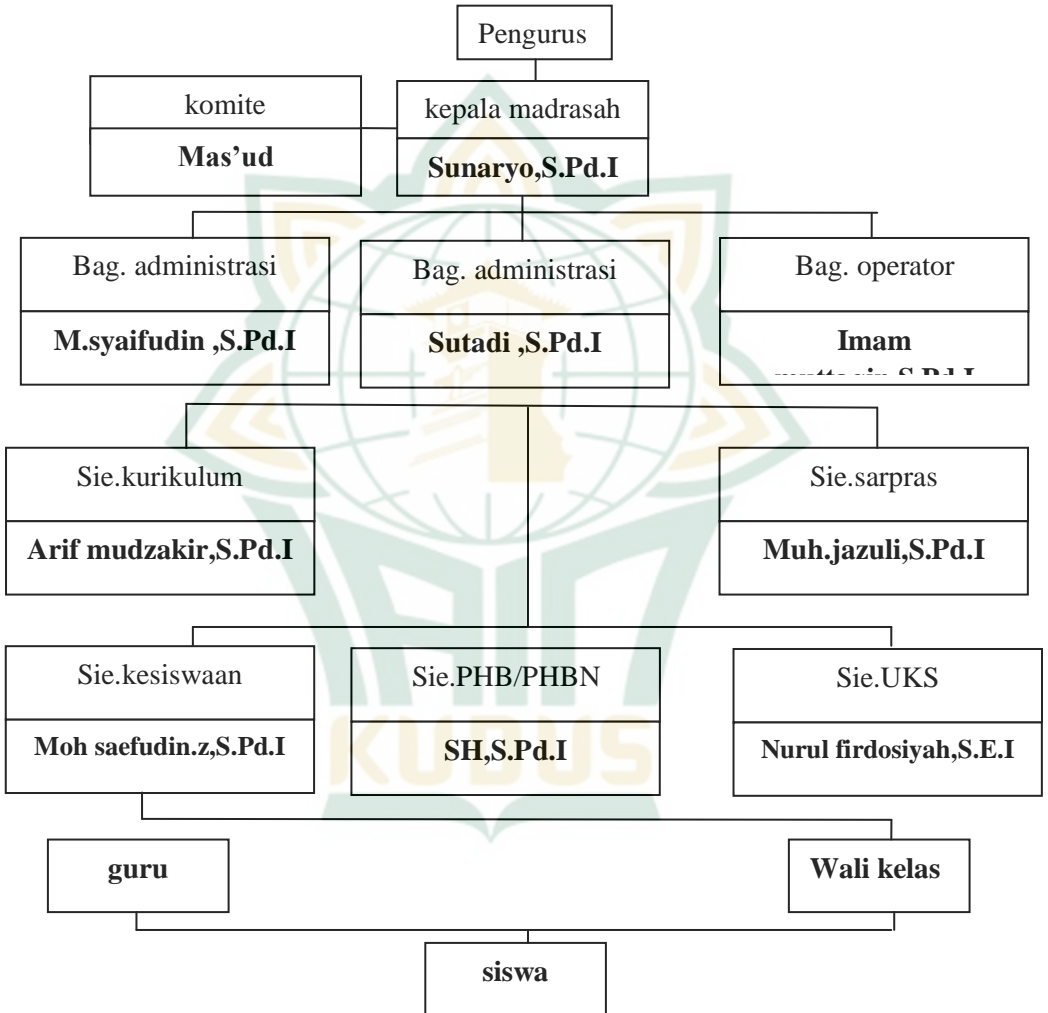 Pengurus
komite
Mas’ud
kepala madrasah
Sunaryo,S.Pd.I
Bag. administrasi
M.syaifudin ,S.Pd.I
Bag. administrasi
Sutadi ,S.Pd.I
Bag. operator
Imam
Sie.kurikulum
Arif mudzakir,S.Pd.I
Sie.sarpras
Muh.jazuli,S.Pd.I
Sie.kesiswaan
Moh saefudin.z,S.Pd.I
Sie.PHB/PHBN
SH,S.Pd.I
Sie.UKS
Nurul firdosiyah,S.E.I
KUDUS
guru
Wali kelas
siswa